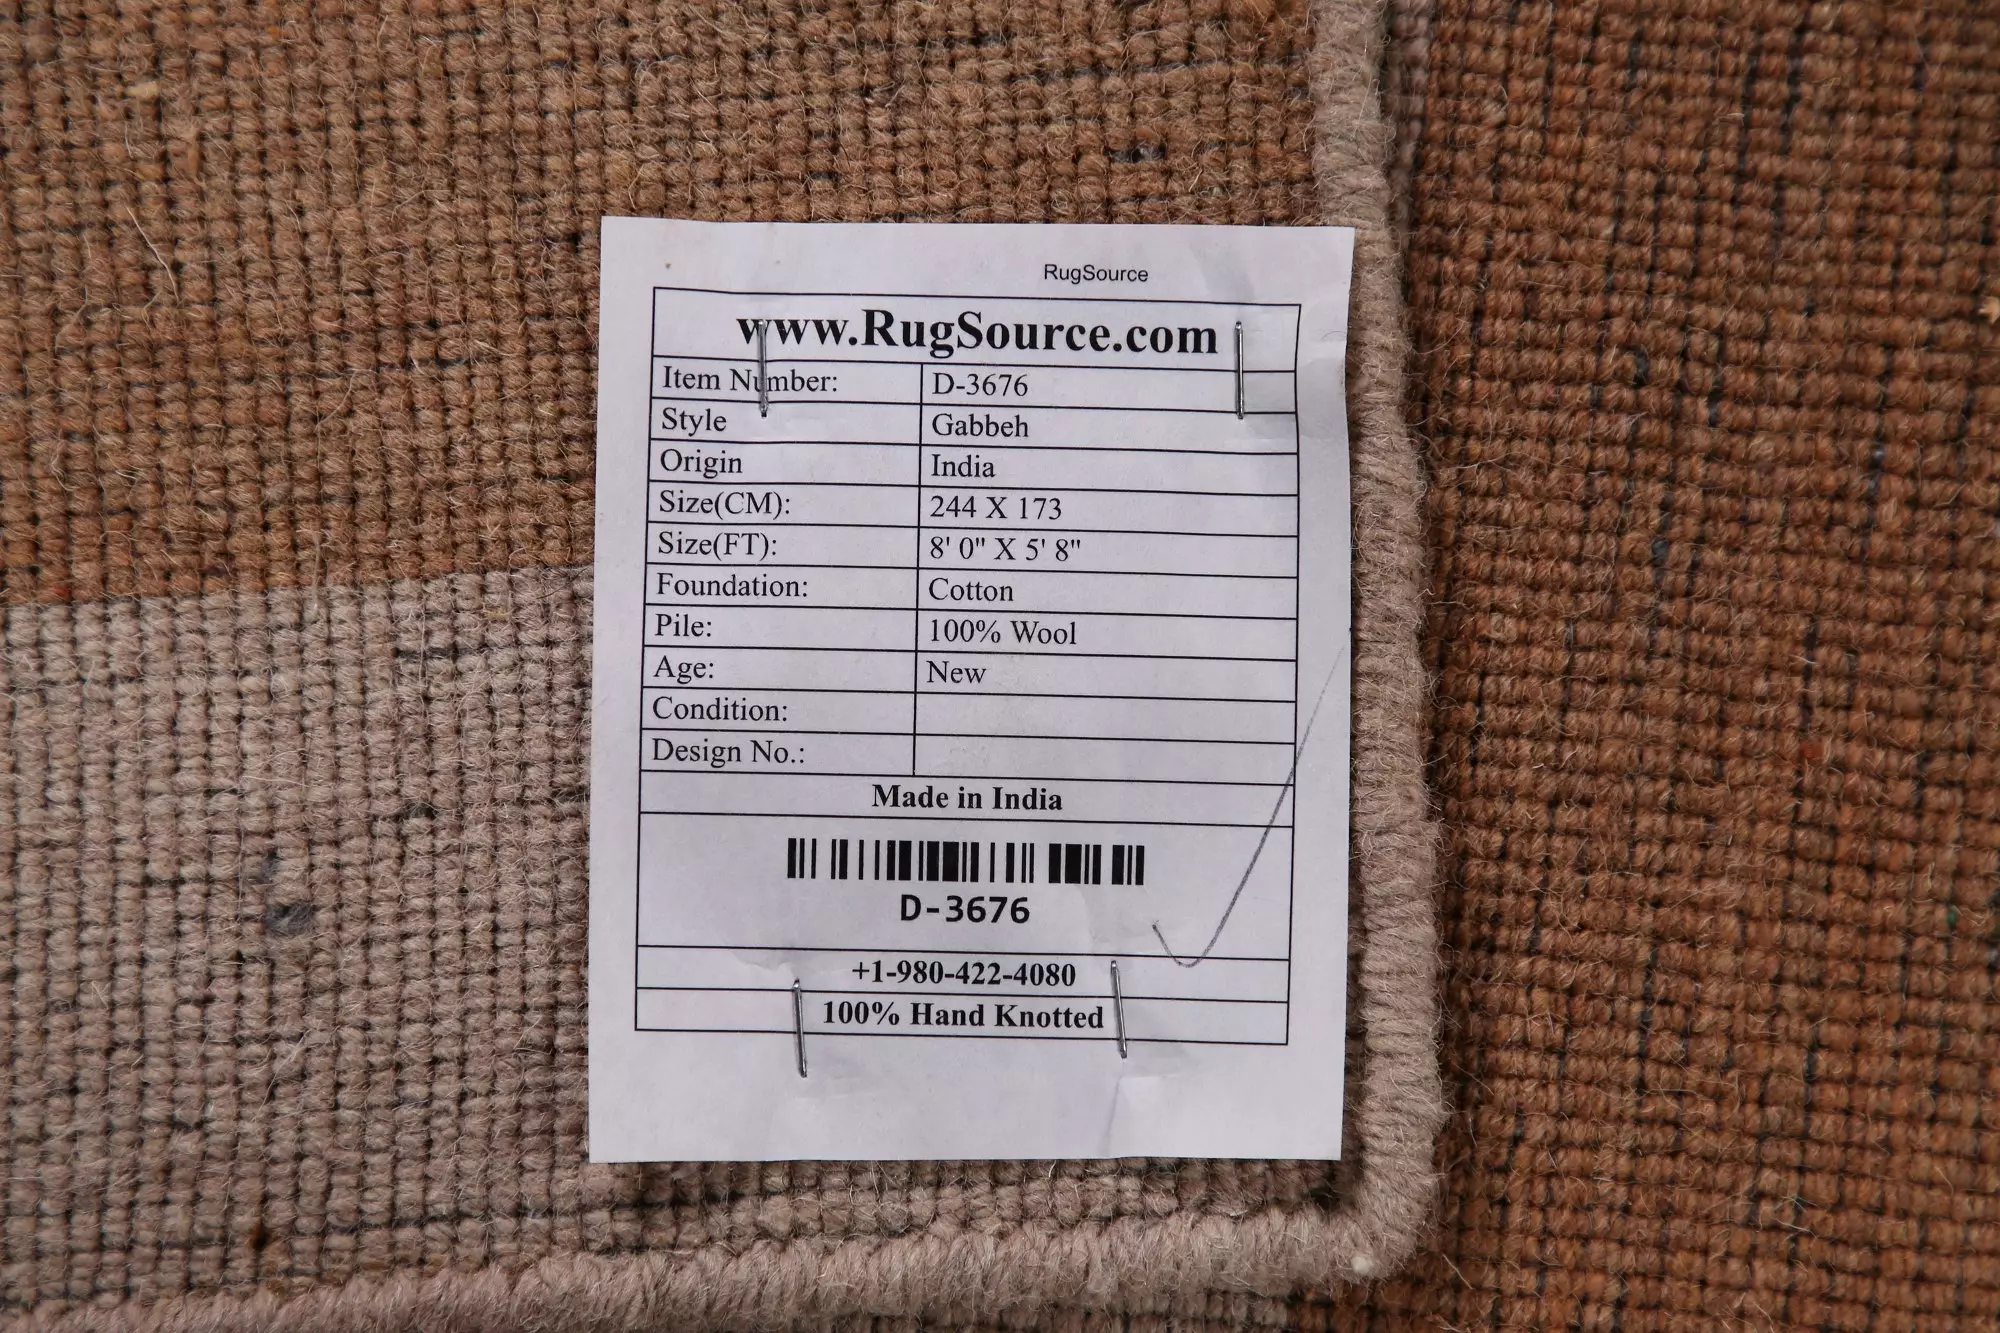 RugSource
www.RugSource.com
Item Number: D-3676
Style Gabbeh
Origin India
Size(CM): 244 X 173
Size(FT): 8' 0" X 5' 8"
Foundation: Cotton
Pile: 100% Wool
Age: New
Condition:
Design No.:
Made in India
D-3676
+1-980-422-4080
100% Hand Knotted